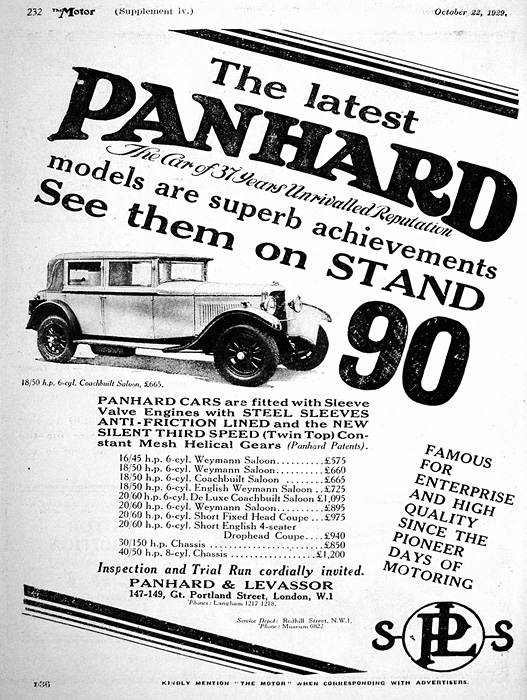 232 The Motor (Supplement iv.) October 22, 1929.
The latest
PANHARD
The Car of 37 Years Unrivalled Reputation
models are superb achievements
See them on STAND
90
18/50 h.p. 6-cyl. Coachbuilt Saloon, £665.
PANHARD CARS are fitted with Sleeve
Valve Engines with STEEL SLEEVES
ANTI-FRICTION LINED and the NEW
SILENT THIRD SPEED (Twin Top) Con-
stant Mesh Helical Gears (Panhard Patents).
16/45 h.p. 6-cyl. Weymann Saloon..........£575
18/50 h.p. 6-cyl. Weymann Saloon..........£660
18/50 h.p. 6-cyl. Coachbuilt Saloon .......£665
18/50 h.p. 6-cyl. English Weymann Saloon ..£725
20/60 h.p. 6-cyl. De Luxe Coachbuilt Saloon £1,095
20/60 h.p. 6-cyl. Weymann Saloon..........£895
20/60 h.p. 6-cyl. Short Fixed Head Coupe ...£975
20/60 h.p. 6-cyl. Short English 4-seater
Drophead Coupe....£940
30/150 h.p. Chassis ....................£850
40/50 h.p. 8-cyl. Chassis ................£1,200
Inspection and Trial Run cordially invited.
PANHARD & LEVASSOR
147-149, Gt. Portland Street, London, W.1
'Phones: Langham 1217-1218.
Service Depot: Redhill Street, N.W.1.
'Phone: Museum 0822
FAMOUS
FOR
ENTERPRISE
AND HIGH
QUALITY
SINCE THE
PIONEER
DAYS OF
MOTORING
S PL S
KINDLY MENTION "THE MOTOR" WHEN CORRESPONDING WITH ADVERTISERS.